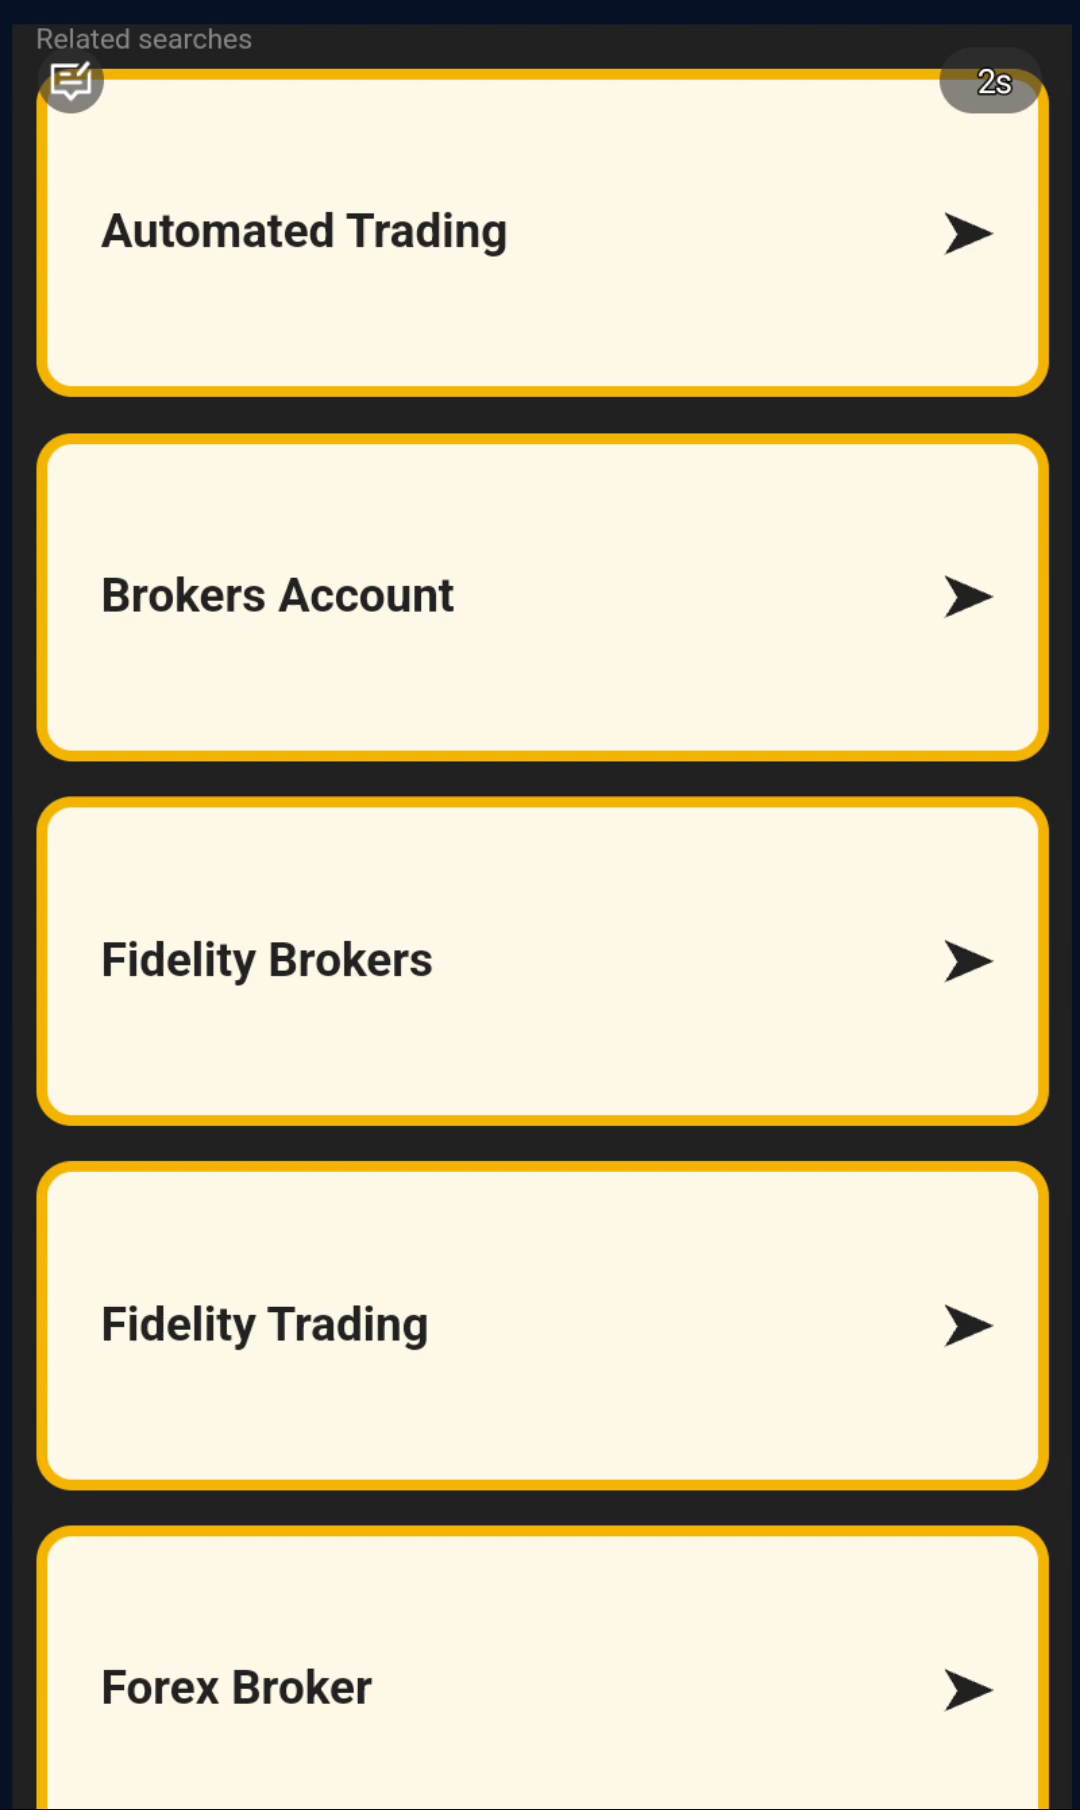 Related searches
2s
Automated Trading
Brokers Account
Fidelity Brokers
Fidelity Trading
Forex Broker